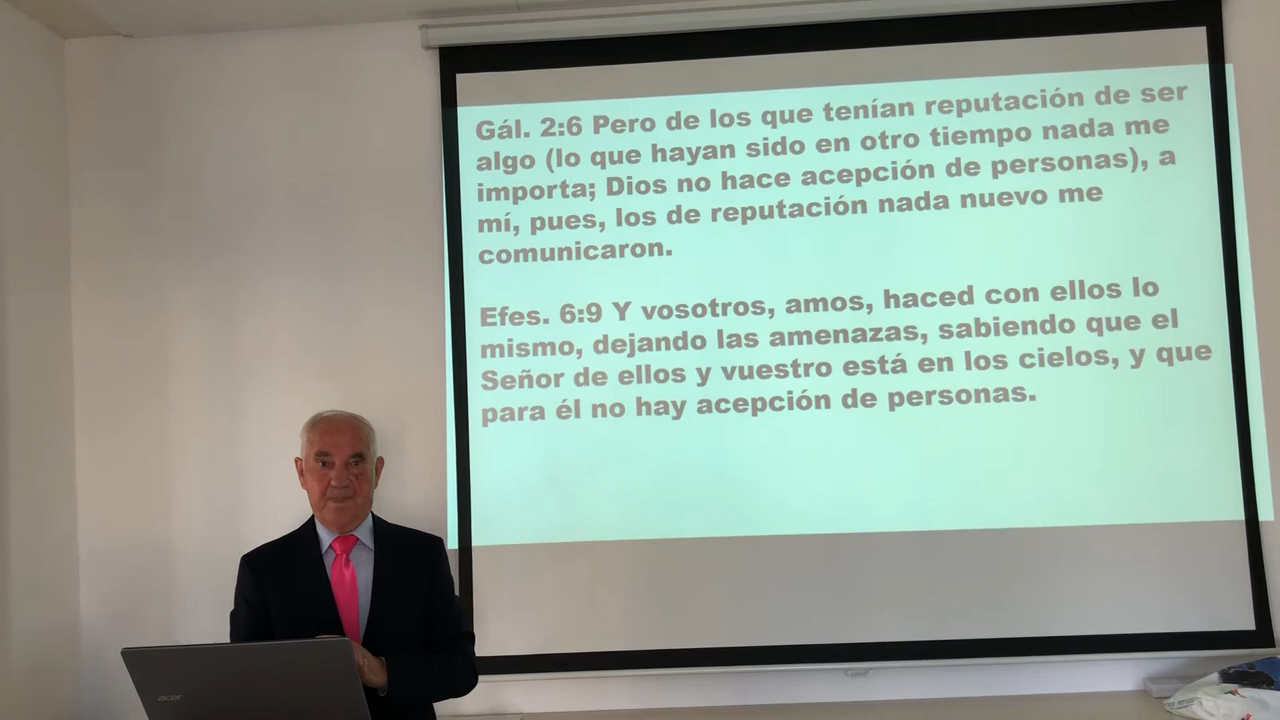 Gál. 2:6 Pero de los que tenían reputación de ser
algo (lo que hayan sido en otro tiempo nada me
importa; Dios no hace acepción de personas), a
mí, pues, los de reputación nada nuevo me
comunicaron.
Efes. 6:9 Y vosotros, amos, haced con ellos lo
mismo, dejando las amenazas, sabiendo que el
Señor de ellos y vuestro está en los cielos, y que
para él no hay acepción de personas.
acer